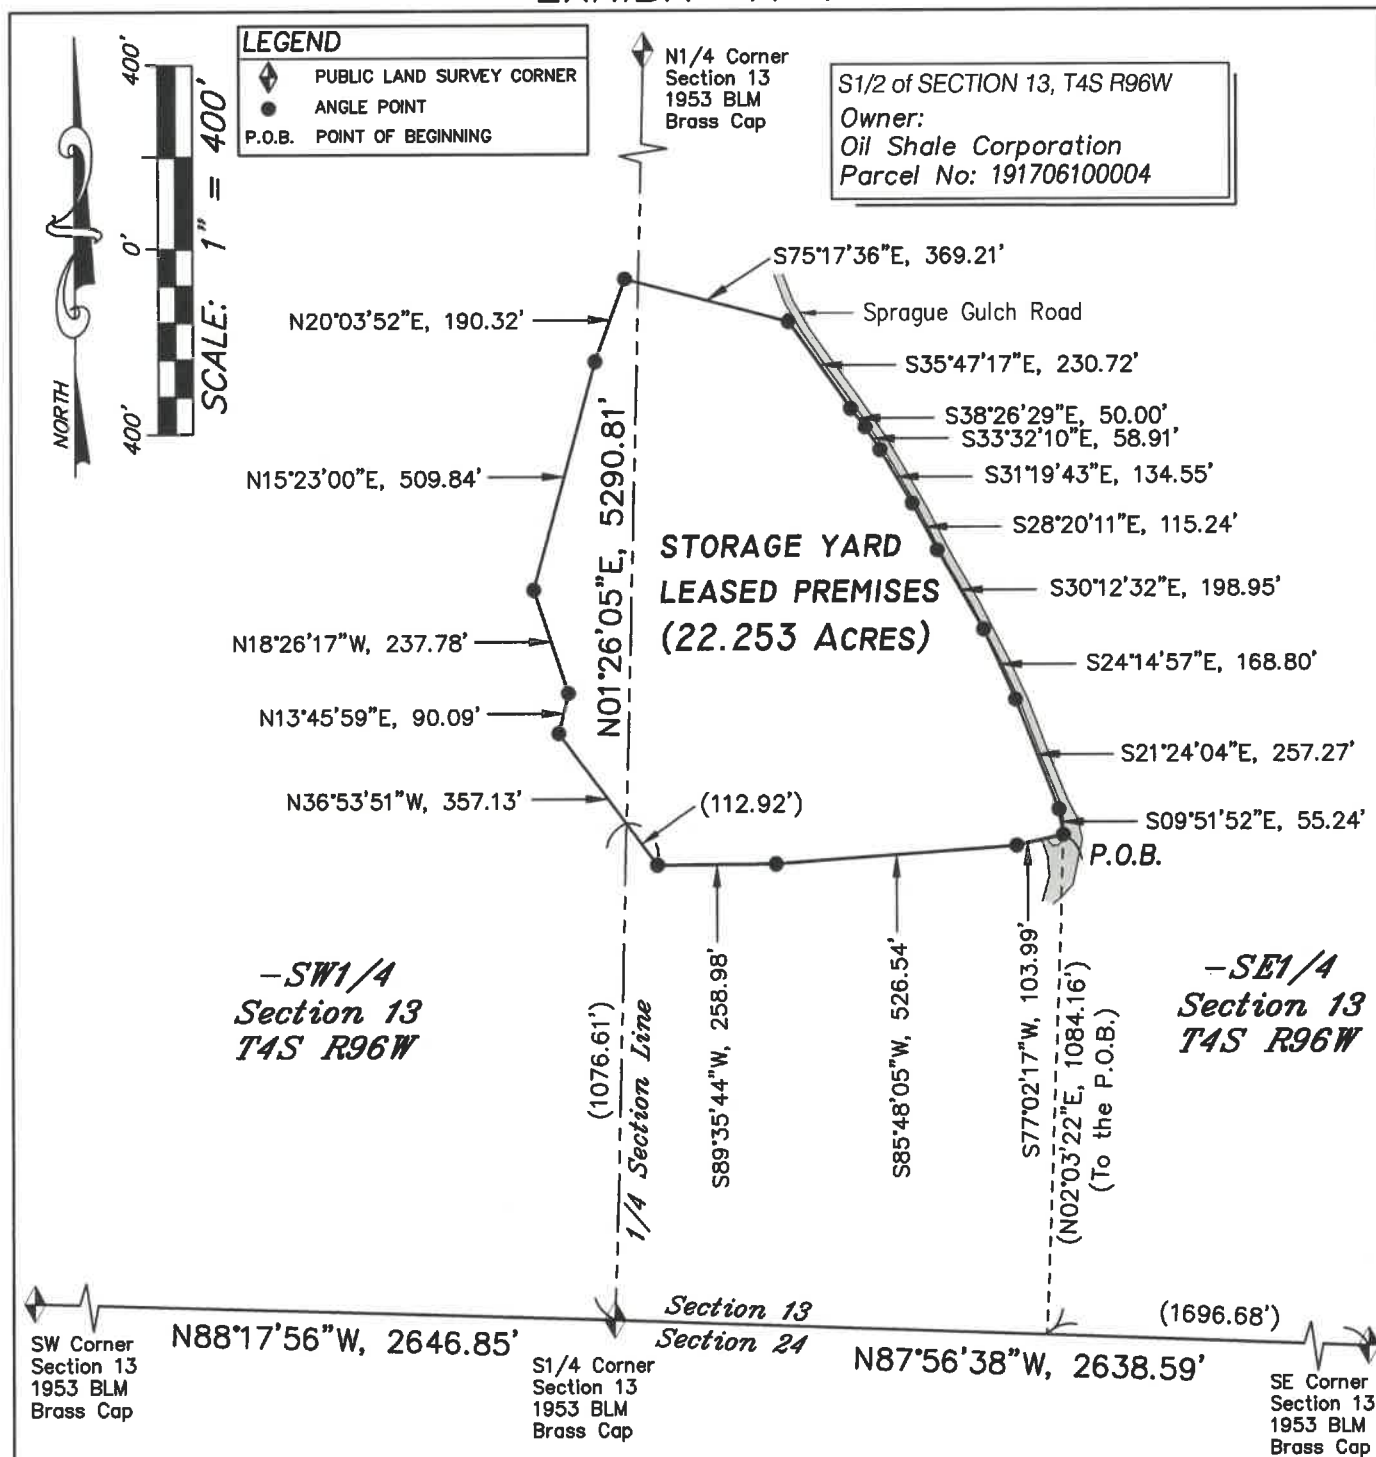 LEGEND
PUBLIC LAND SURVEY CORNER
ANGLE POINT
P.O.B. POINT OF BEGINNING
400'
0'
400'
SCALE: 1" = 400'
NORTH
N1/4 Corner
Section 13
1953 BLM
Brass Cap
S1/2 of SECTION 13, T4S R96W
Owner:
Oil Shale Corporation
Parcel No: 191706100004
S75°17'36"E, 369.21'
Sprague Gulch Road
N20°03'52"E, 190.32'
S35°47'17"E, 230.72'
S38°26'29"E, 50.00'
S33°32'10"E, 58.91'
N15°23'00"E, 509.84'
S31°19'43"E, 134.55'
S28°20'11"E, 115.24'
N01°26'05"E, 5290.81'
STORAGE YARD
LEASED PREMISES
(22.253 ACRES)
S30°12'32"E, 198.95'
N18°26'17"W, 237.78'
S24°14'57"E, 168.80'
N13°45'59"E, 90.09'
S21°24'04"E, 257.27'
N36°53'51"W, 357.13'
(112.92')
S09°51'52"E, 55.24'
P.O.B.
-SW1/4
Section 13
T4S R96W
(1076.61')
1/4 Section Line
S89°35'44"W, 258.98'
S85°48'05"W, 526.54'
S77°02'17"W, 103.99'
(N02°03'22"E, 1084.16')
(To the P.O.B.)
-SE1/4
Section 13
T4S R96W
Section 13
Section 24
(1696.68')
N88°17'56"W, 2646.85'
N87°56'38"W, 2638.59'
SW Corner
Section 13
1953 BLM
Brass Cap
S1/4 Corner
Section 13
1953 BLM
Brass Cap
SE Corner
Section 13
1953 BLM
Brass Cap